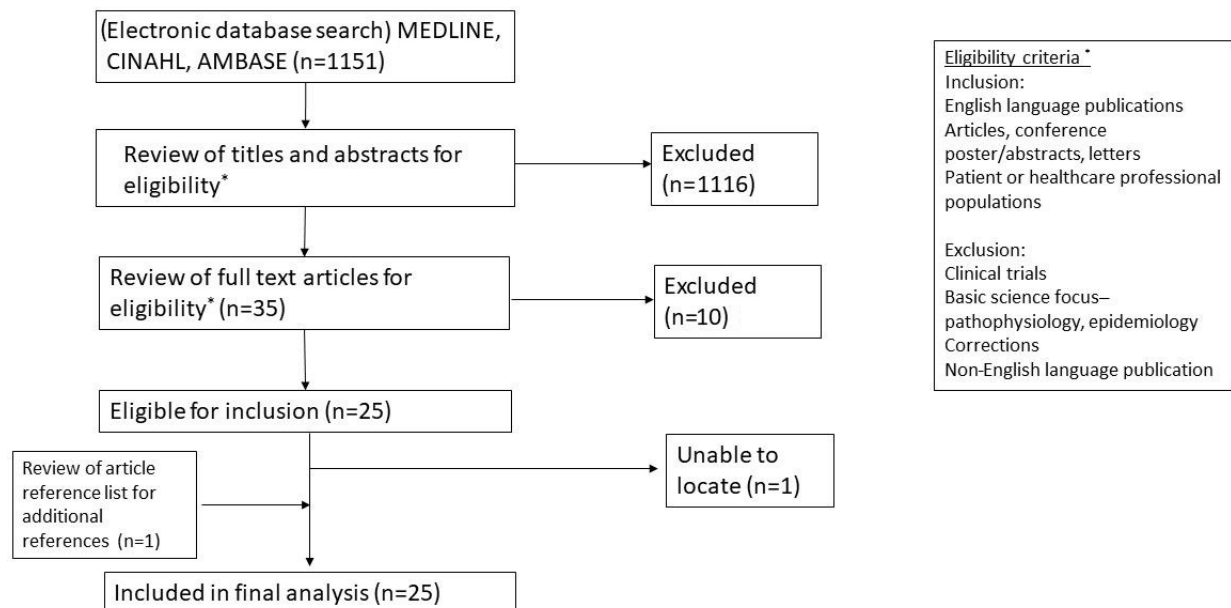 (Electronic database search) MEDLINE,
CINAHL, AMBASE (n=1151)
Review of titles and abstracts for
eligibility*
Excluded
(n=1116)
Review of full text articles for
eligibility* (n=35)
Excluded
(n=10)
Eligible for inclusion (n=25)
Unable to
locate (n=1)
Review of article
reference list for
additional
references (n=1)
Included in final analysis (n=25)
Eligibility criteria *
Inclusion:
English language publications
Articles, conference
poster/abstracts, letters
Patient or healthcare professional
populations
Exclusion:
Clinical trials
Basic science focus–
pathophysiology, epidemiology
Corrections
Non-English language publication